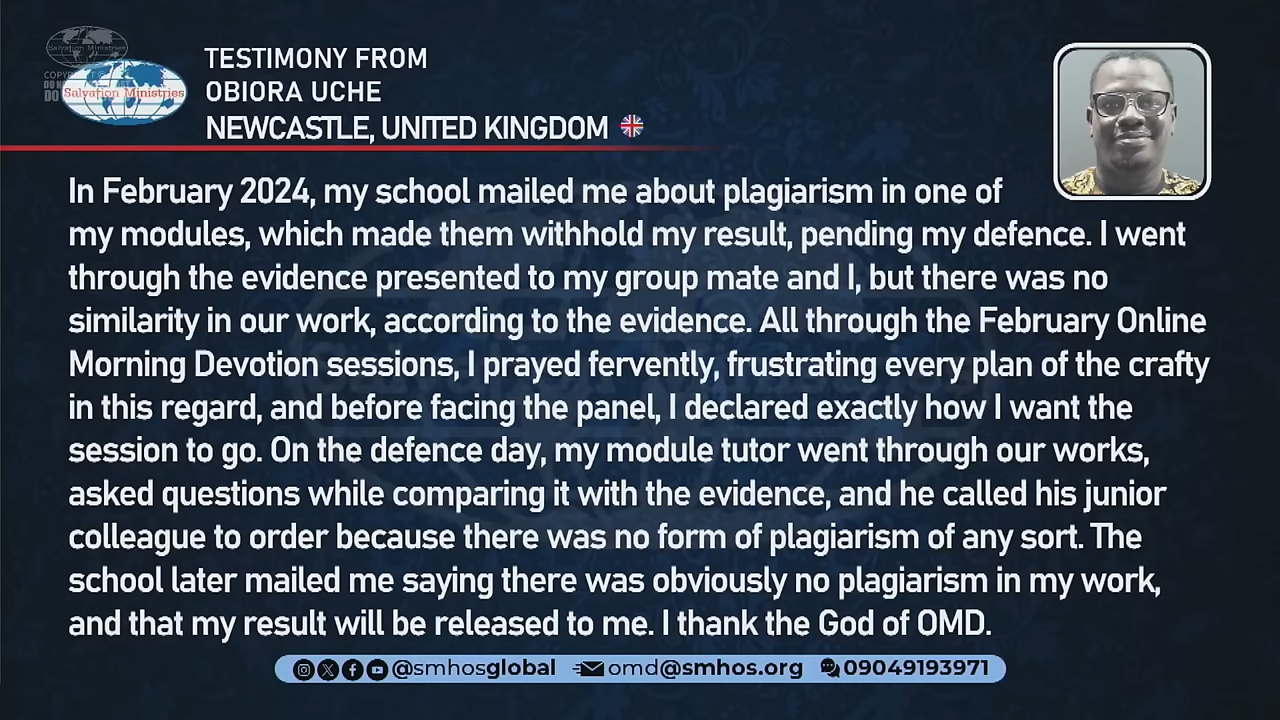 Salvation Ministries
Salvation Ministries
TESTIMONY FROM
OBIORA UCHE
NEWCASTLE, UNITED KINGDOM
In February 2024, my school mailed me about plagiarism in one of
my modules, which made them withhold my result, pending my defence. I went
through the evidence presented to my group mate and I, but there was no
similarity in our work, according to the evidence. All through the February Online
Morning Devotion sessions, I prayed fervently, frustrating every plan of the crafty
in this regard, and before facing the panel, I declared exactly how I want the
session to go. On the defence day, my module tutor went through our works,
asked questions while comparing it with the evidence, and he called his junior
colleague to order because there was no form of plagiarism of any sort. The
school later mailed me saying there was obviously no plagiarism in my work,
and that my result will be released to me. I thank the God of OMD.
@smhosglobal omd@smhos.org 09049193971